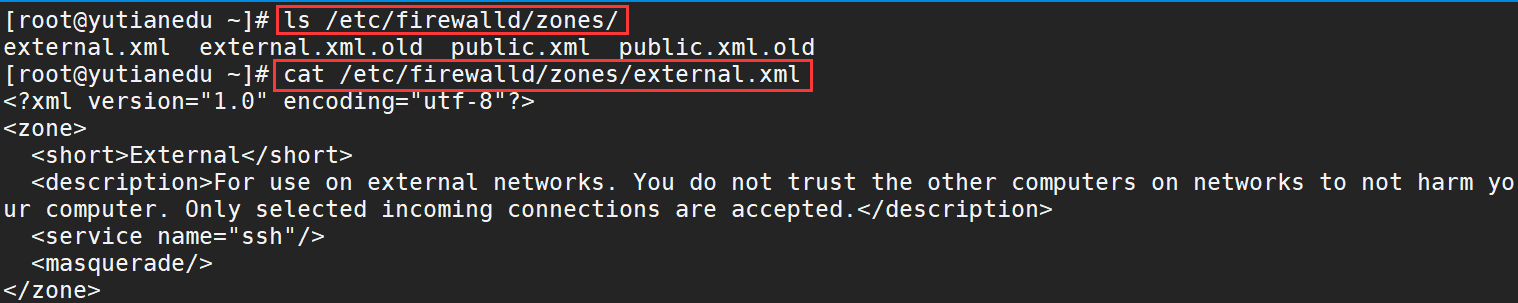 [root@yutianedu ~]# ls /etc/firewalld/zones/
external.xml  external.xml.old  public.xml  public.xml.old
[root@yutianedu ~]# cat /etc/firewalld/zones/external.xml
<?xml version="1.0" encoding="utf-8"?>
<zone>
  <short>External</short>
  <description>For use on external networks. You do not trust the other computers on networks to not harm yo
ur computer. Only selected incoming connections are accepted.</description>
  <service name="ssh"/>
  <masquerade/>
</zone>